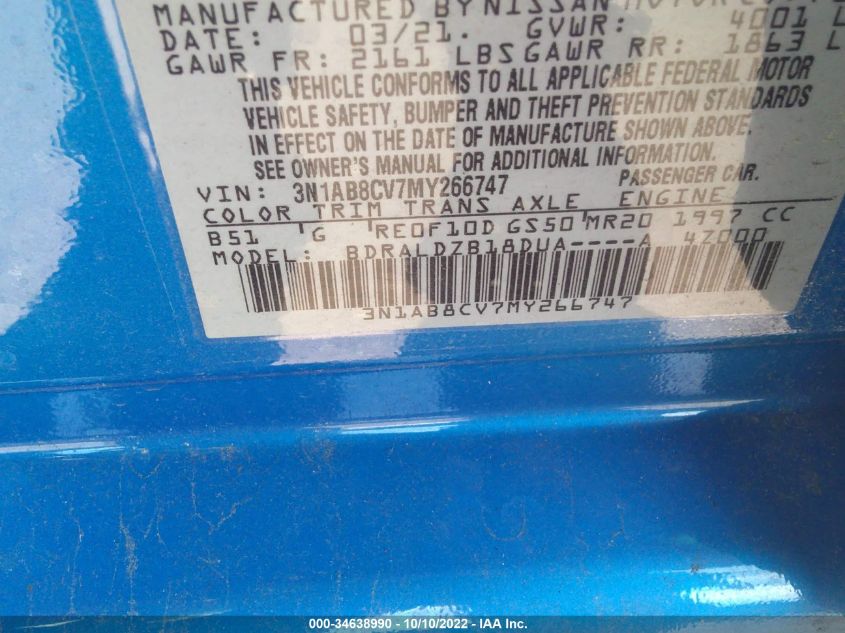 MANUFACTURED BY NISSAN MOTOR
DATE: 03/21. GVWR: 4001 L
GAWR FR: 2161 LBS GAWR RR: 1863 L
THIS VEHICLE CONFORMS TO ALL APPLICABLE FEDERAL MOTOR
VEHICLE SAFETY, BUMPER AND THEFT PREVENTION STANDARDS
IN EFFECT ON THE DATE OF MANUFACTURE SHOWN ABOVE.
SEE OWNER'S MANUAL FOR ADDITIONAL INFORMATION.
VIN: 3N1AB8CV7MY266747 PASSENGER CAR.
COLOR TRIM TRANS AXLE ENGINE
B51 G RE0F10D GS50 MR20 1997 CC
MODEL: BDRALDZB18DUA----A 4Z000
3N1AB8CV7MY266747
000-34638990 - 10/10/2022 - IAA Inc.